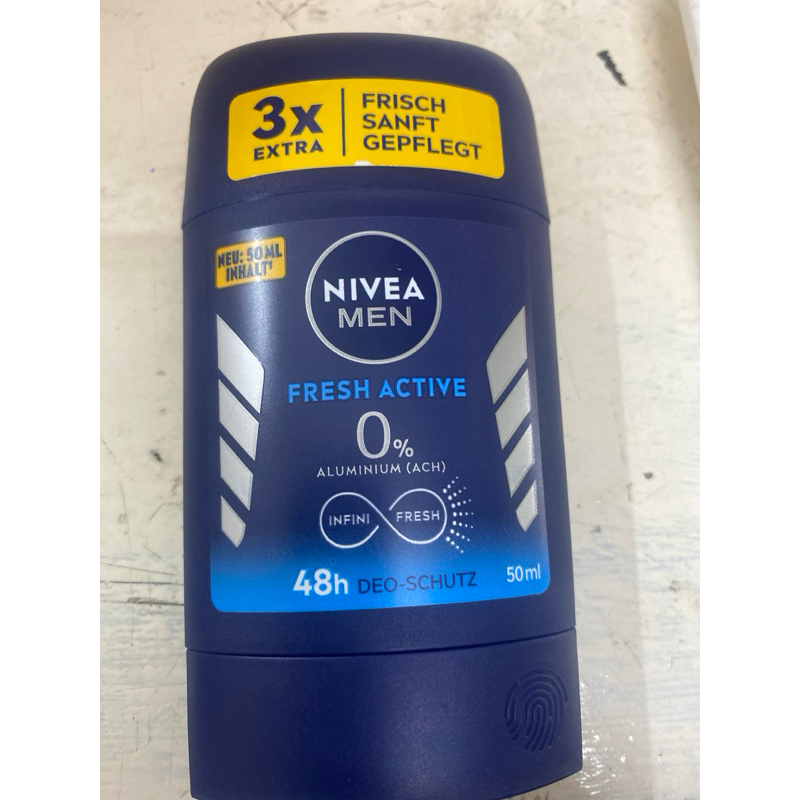 3x
EXTRA
FRISCH
SANFT
GEPFLEGT
NEU: 50ML
INHALT¹
NIVEA
MEN
FRESH ACTIVE
0%
ALUMINIUM (ACH)
INFINI FRESH
48h DEO-SCHUTZ 50ml